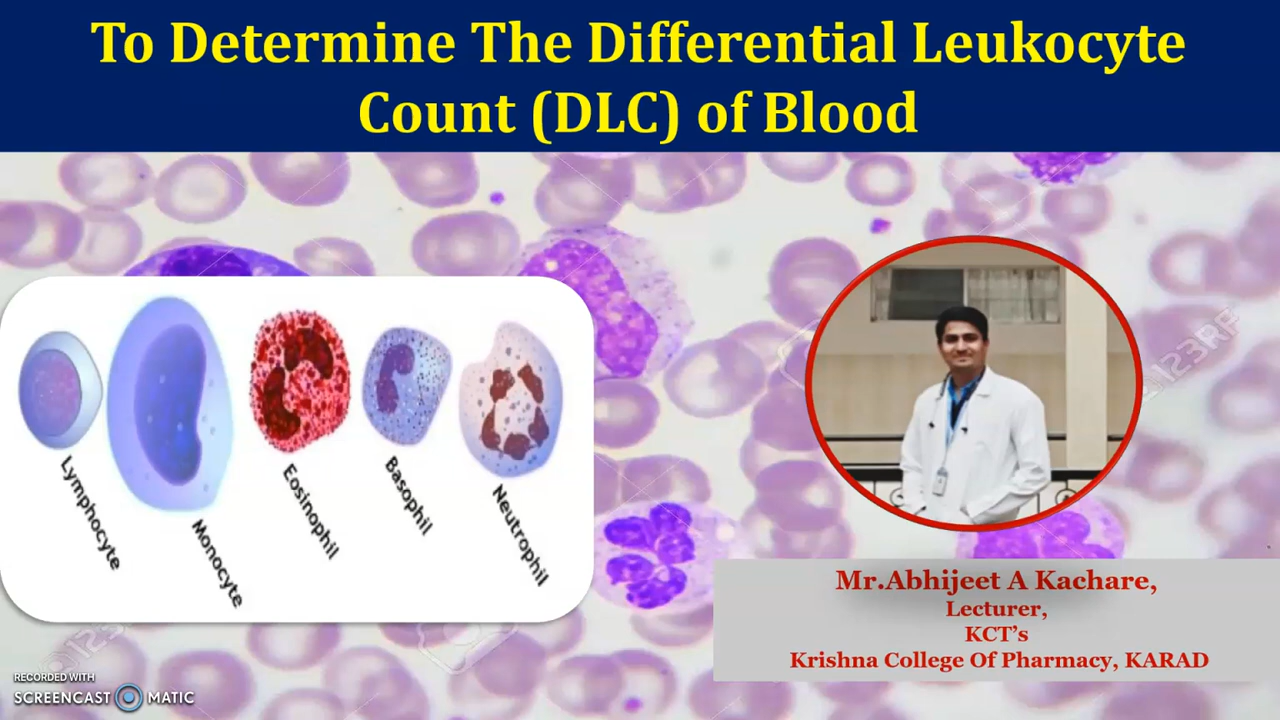 To Determine The Differential Leukocyte
Count (DLC) of Blood
Lymphocyte
Monocyte
Eosinophil
Basophil
Neutrophil
123RF
Mr.Abhijeet A Kachare,
Lecturer,
KCT's
Krishna College Of Pharmacy, KARAD
RECORDED WITH
SCREENCAST MATIC